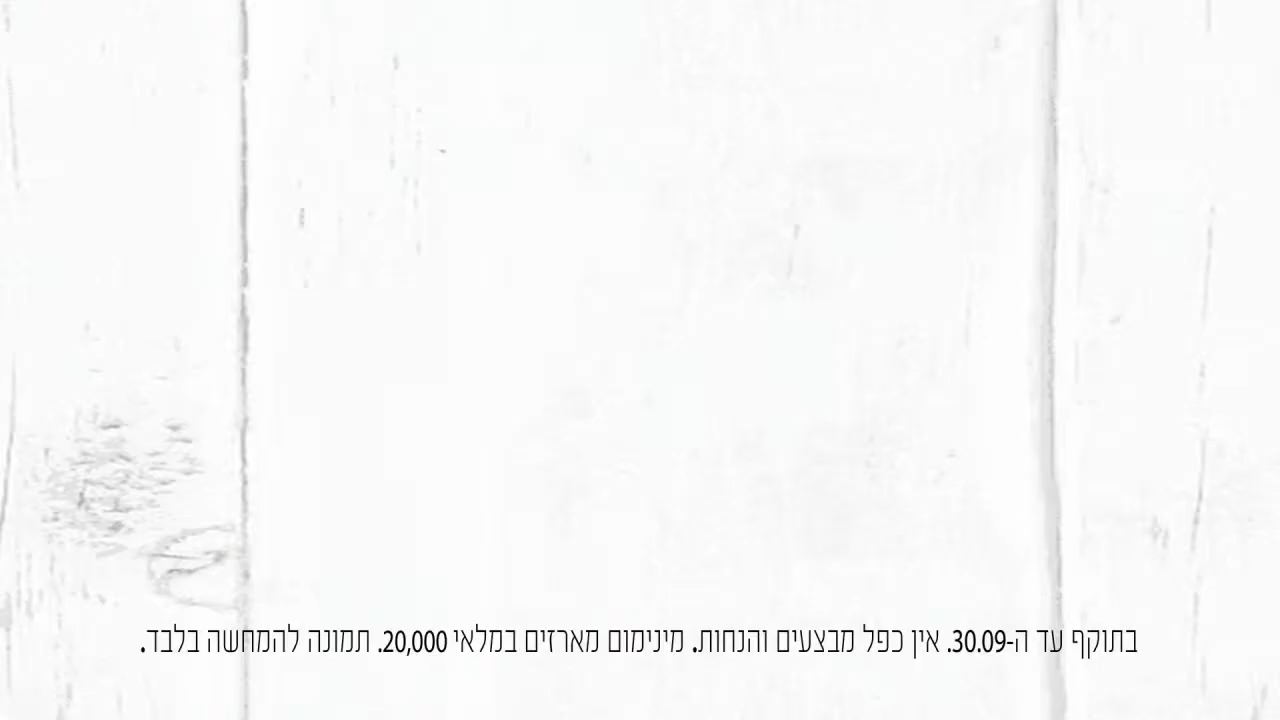 בתוקף עד ה-30.09. אין כפל מבצעים והנחות. מינימום מארזים במלאי 20,000. תמונה להמחשה בלבד.